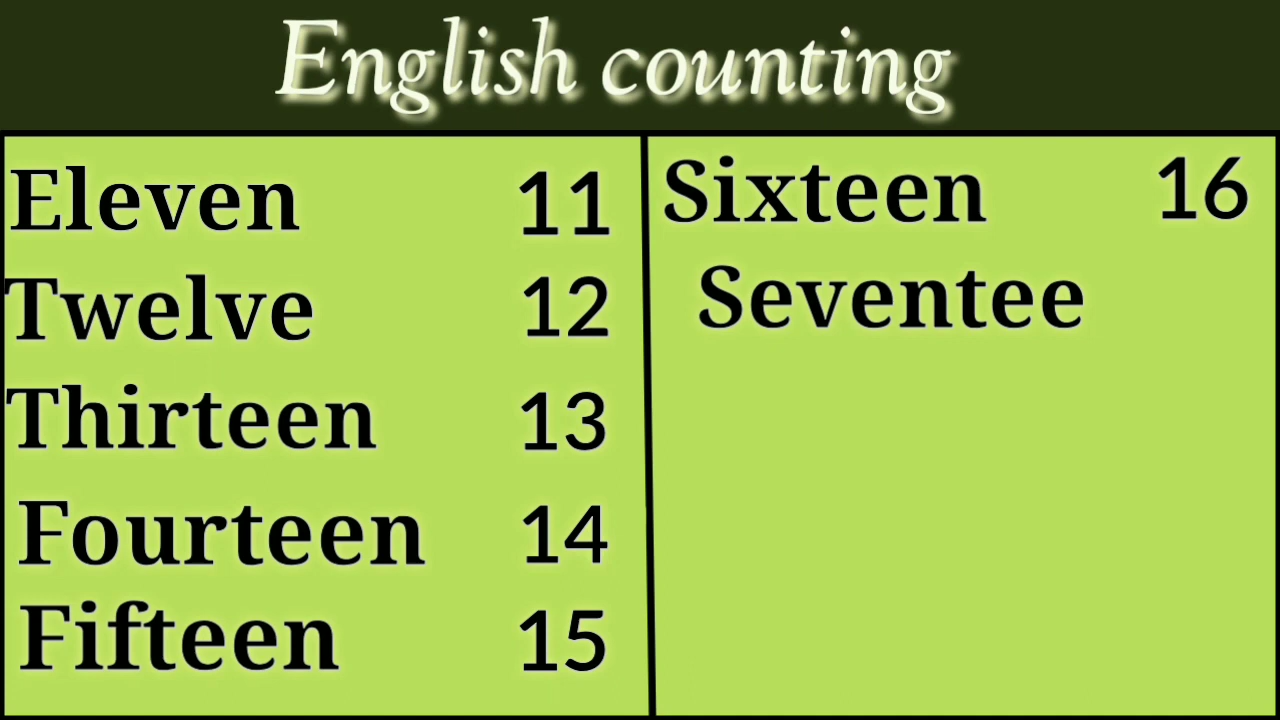 English counting
Eleven 11
Twelve 12
Thirteen 13
Fourteen 14
Fifteen 15
Sixteen 16
Seventee